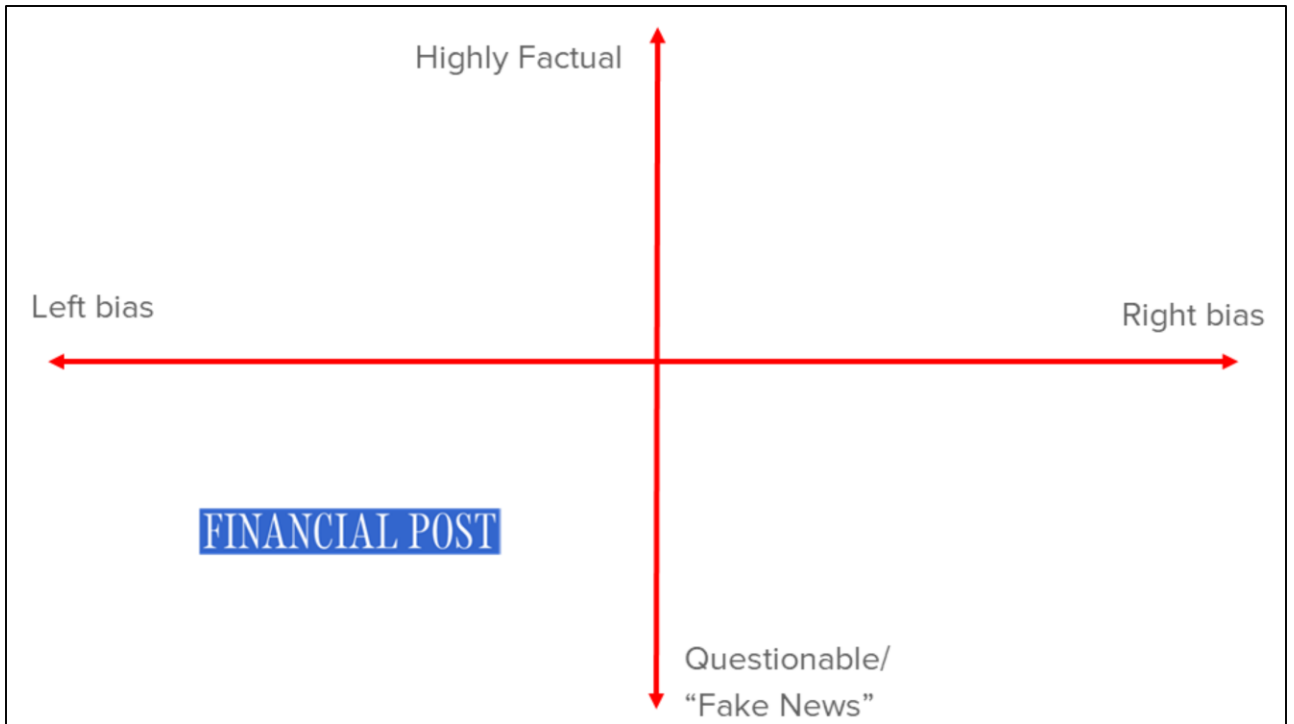 Highly Factual
Left bias
Right bias
FINANCIAL POST
Questionable/
“Fake News”